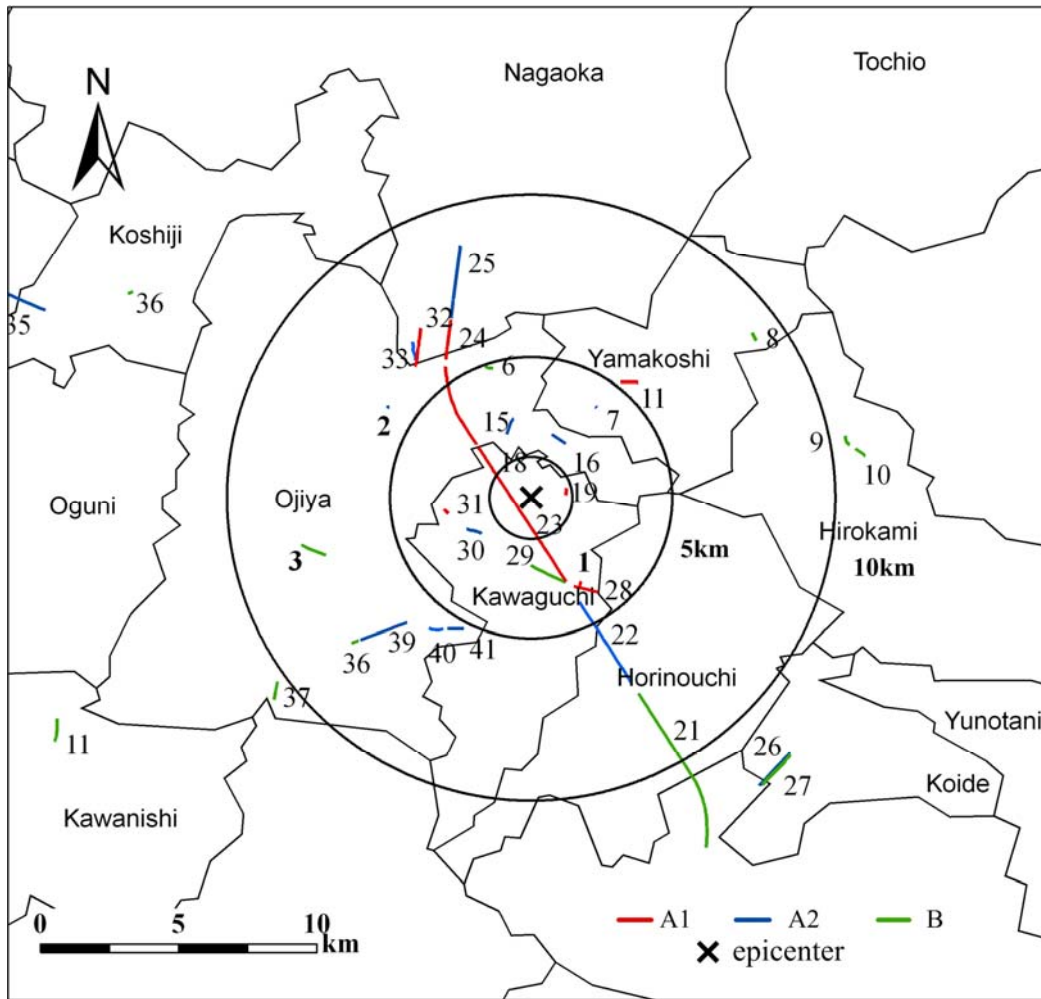 Nagaoka
Tochio
N
Koshiji
25
36
35
32
24
33
6
8
Yamakoshi
11
7
2
15
16
9
10
18
19
Oguni
Ojiya
31
23
Hirokami
30
29
3
5km
10km
1
Kawaguchi
28
22
39
40
41
36
Horinouchi
37
21
Yunotani
11
26
27
Koide
Kawanishi
0
5
10
km
A1
A2
B
epicenter